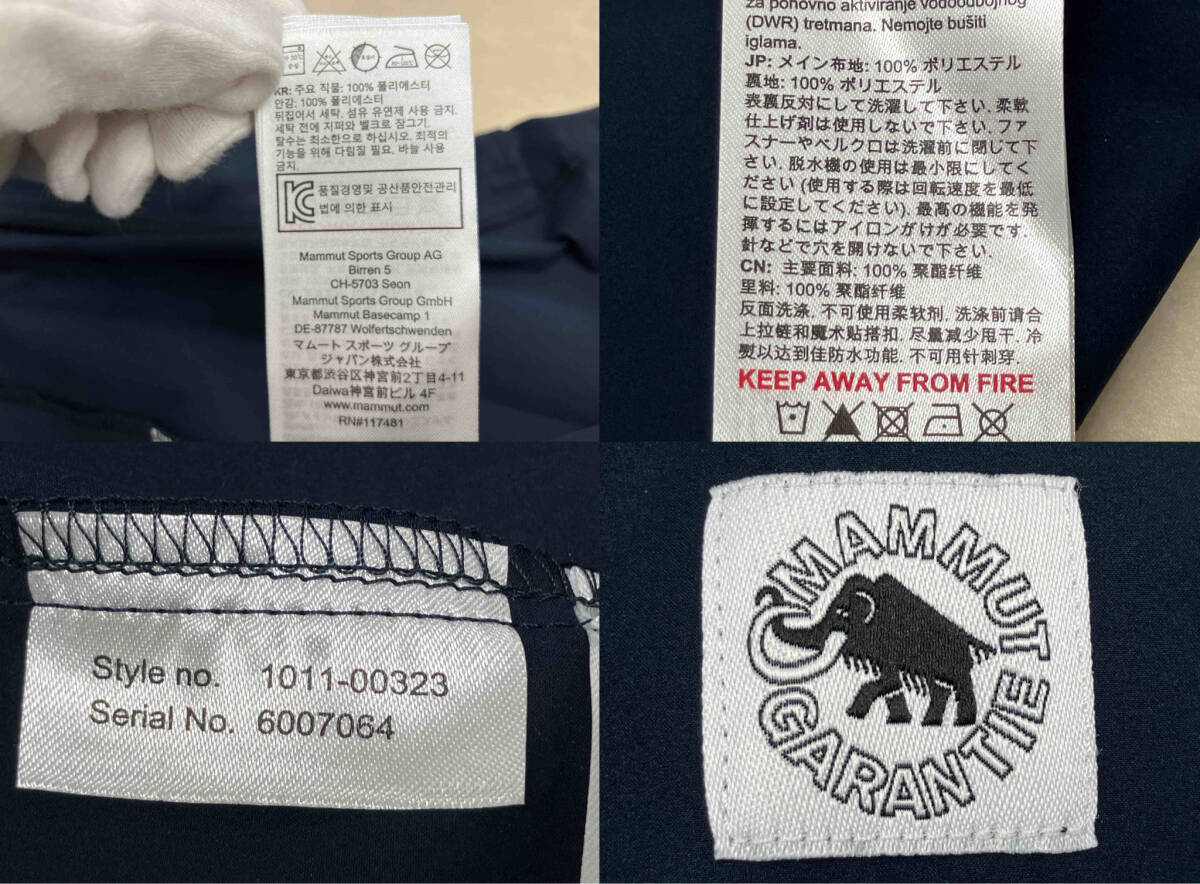 KR: 주요 직물: 100% 폴리에스터
안감: 100% 폴리에스터
뒤집어서 세탁. 섬유 유연제 사용 금지.
세탁 전에 지퍼와 벨크로 잠그기.
탈수는 최소한으로 하십시오. 최적의
기능을 위해 다림질 필요. 바늘 사용
금지.
품질경영및 공산품안전관리
법에 의한 표시
Mammut Sports Group AG
Birren 5
CH-5703 Seon
Mammut Sports Group GmbH
Mammut Basecamp 1
DE-87787 Wolfertschwenden
マムート スポーツ グループ
ジャパン株式会社
東京都渋谷区神宮前2丁目4-11
Daiwa神宮前ビル 4F
www.mammut.com
RN#117481
za ponovno aktiviranje vodoodbojnog
(DWR) tretmana. Nemojte bušiti
iglama.
JP: メイン布地: 100% ポリエステル
裏地: 100% ポリエステル
表裏反対にして洗濯して下さい. 柔軟
仕上げ剤は使用しないで下さい. ファ
スナーやベルクロは洗濯前に閉じて下
さい. 脱水機の使用は最小限にしてく
ださい (使用する際は回転速度を最低
に設定してください). 最高の機能を発
揮するにはアイロンがけが必要です.
針などで穴を開けないで下さい.
CN: 主要面料: 100% 聚酯纤维
里料: 100% 聚酯纤维
反面洗涤. 不可使用柔软剂. 洗涤前请合
上拉链和魔术贴搭扣. 尽量减少甩干. 冷
熨以达到佳防水功能. 不可用针刺穿.
KEEP AWAY FROM FIRE
Style no. 1011-00323
Serial No. 6007064
MAMMUT
GARANTIE